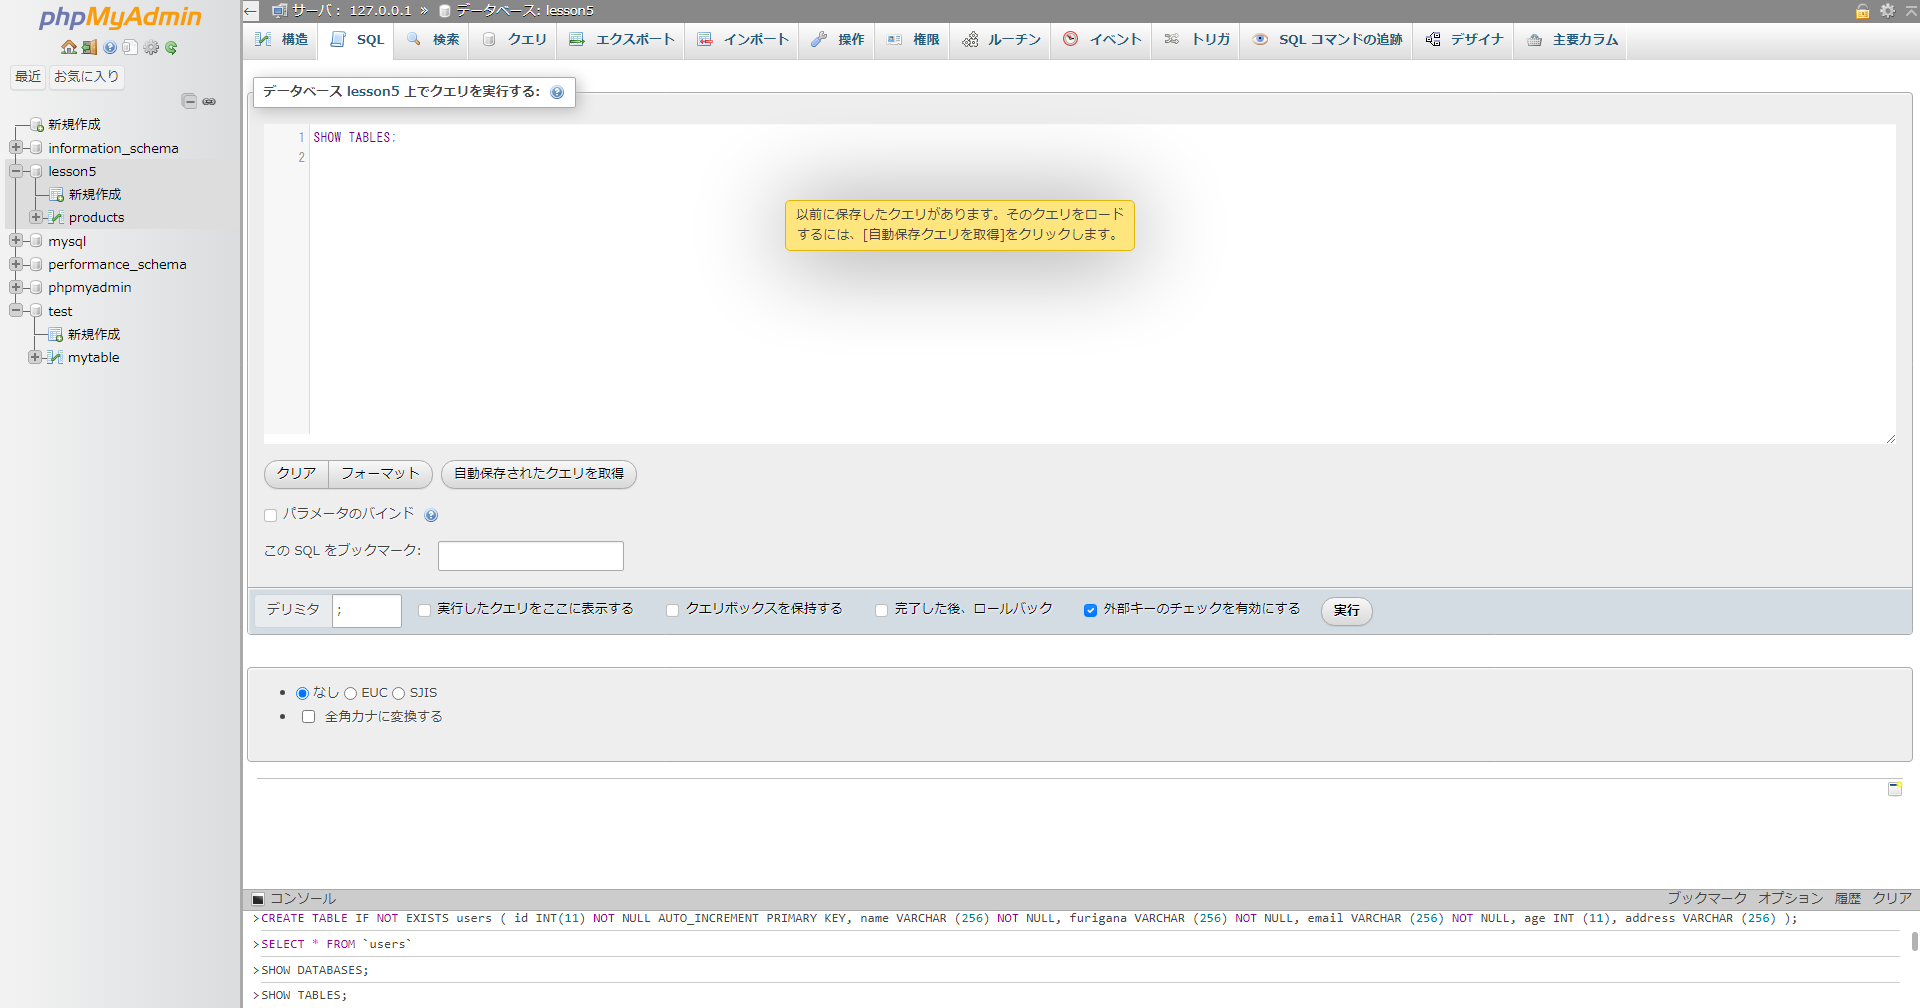 phpMyAdmin
最近 お気に入り
新規作成
information_schema
lesson5
新規作成
products
mysql
performance_schema
phpmyadmin
test
新規作成
mytable
← サーバ： 127.0.0.1 » データベース: lesson5
構造 SQL 検索 クエリ エクスポート インポート 操作 権限 ルーチン イベント トリガ SQL コマンドの追跡 デザイナ 主要カラム
データベース lesson5 上でクエリを実行する:
1 SHOW TABLES;
2
以前に保存したクエリがあります。そのクエリをロード
するには、[自動保存クエリを取得]をクリックします。
クリア フォーマット 自動保存されたクエリを取得
パラメータのバインド
この SQL をブックマーク:
デリミタ ; 実行したクエリをここに表示する クエリボックスを保持する 完了した後、ロールバック 外部キーのチェックを有効にする 実行
なし EUC SJIS
全角カナに変換する
コンソール ブックマーク オプション 履歴 クリア
>CREATE TABLE IF NOT EXISTS users ( id INT(11) NOT NULL AUTO_INCREMENT PRIMARY KEY, name VARCHAR (256) NOT NULL, furigana VARCHAR (256) NOT NULL, email VARCHAR (256) NOT NULL, age INT (11), address VARCHAR (256) );
>SELECT * FROM `users`
>SHOW DATABASES;
>SHOW TABLES;